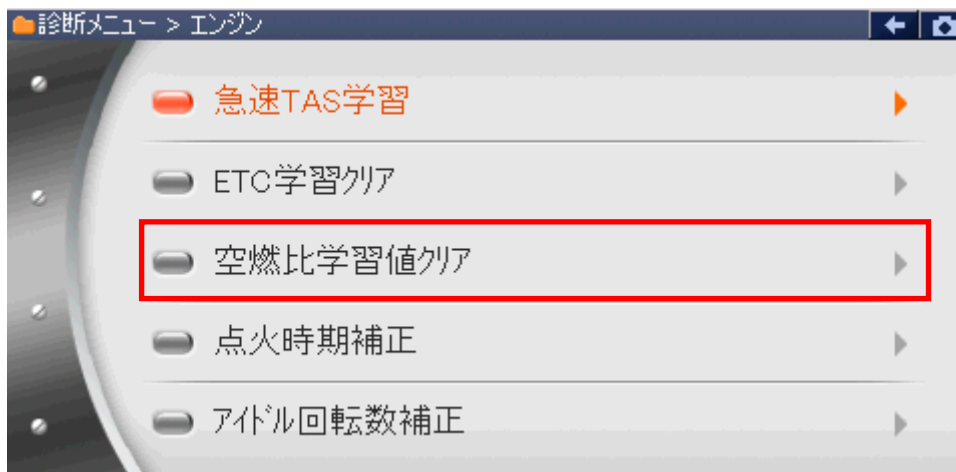 診断メニュー > エンジン
急速TAS学習
ETC学習クリア
空燃比学習値クリア
点火時期補正
アイドル回転数補正